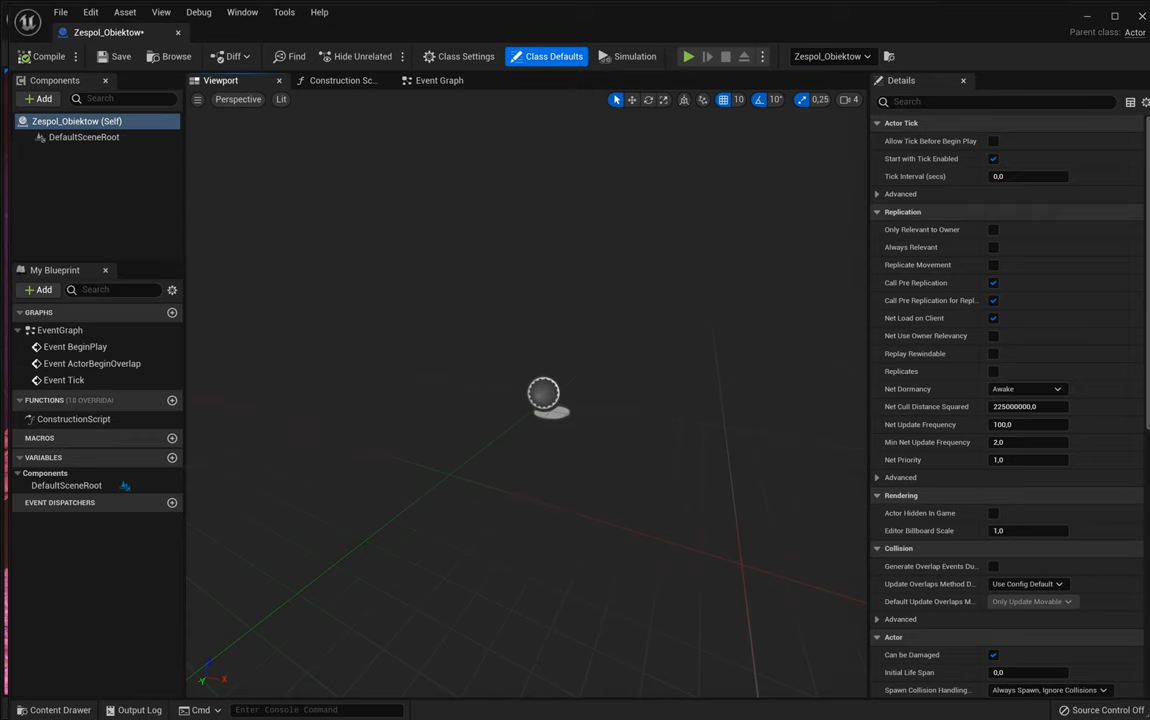 File Edit Asset View Debug Window Tools Help
Zespol_Obiektow•
Parent class: Actor
Compile Save Browse Diff Find Hide Unrelated Class Settings Class Defaults Simulation Zespol_Obiektow
Components Viewport Construction Sc... Event Graph Details
+ Add Search Perspective Lit 10 10° 0,25 4 Search
Zespol_Obiektow (Self)
DefaultSceneRoot
My Blueprint
+ Add Search
GRAPHS
EventGraph
Event BeginPlay
Event ActorBeginOverlap
Event Tick
FUNCTIONS (18 OVERRIDAI
ConstructionScript
MACROS
VARIABLES
Components
DefaultSceneRoot
EVENT DISPATCHERS
X
Y
Actor Tick
Allow Tick Before Begin Play
Start with Tick Enabled
Tick Interval (secs) 0,0
Advanced
Replication
Only Relevant to Owner
Always Relevant
Replicate Movement
Call Pre Replication
Call Pre Replication for Repl...
Net Load on Client
Net Use Owner Relevancy
Replay Rewindable
Replicates
Net Dormancy Awake
Net Cull Distance Squared 225000000,0
Net Update Frequency 100,0
Min Net Update Frequency 2,0
Net Priority 1,0
Advanced
Rendering
Actor Hidden In Game
Editor Billboard Scale 1,0
Collision
Generate Overlap Events Du...
Update Overlaps Method D... Use Config Default
Default Update Overlaps M... Only Update Movable
Advanced
Actor
Can be Damaged
Initial Life Span 0,0
Spawn Collision Handling... Always Spawn, Ignore Collisions
Content Drawer Output Log Cmd Enter Console Command Source Control Off